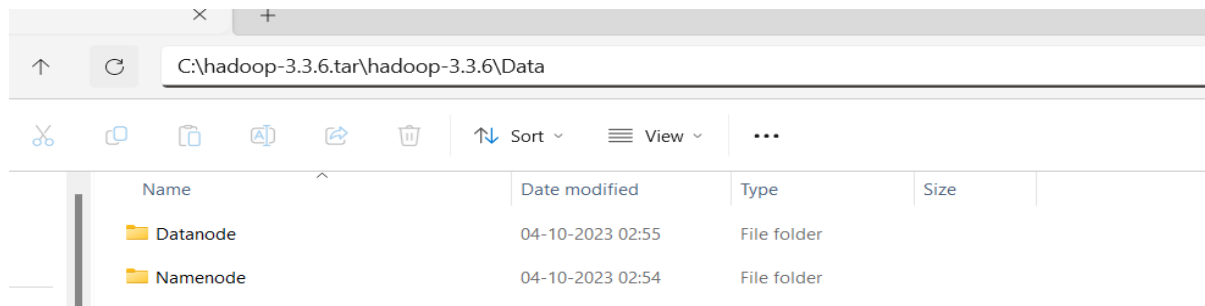 C:\hadoop-3.3.6.tar\hadoop-3.3.6\Data
Sort View
Name Date modified Type Size
Datanode 04-10-2023 02:55 File folder
Namenode 04-10-2023 02:54 File folder